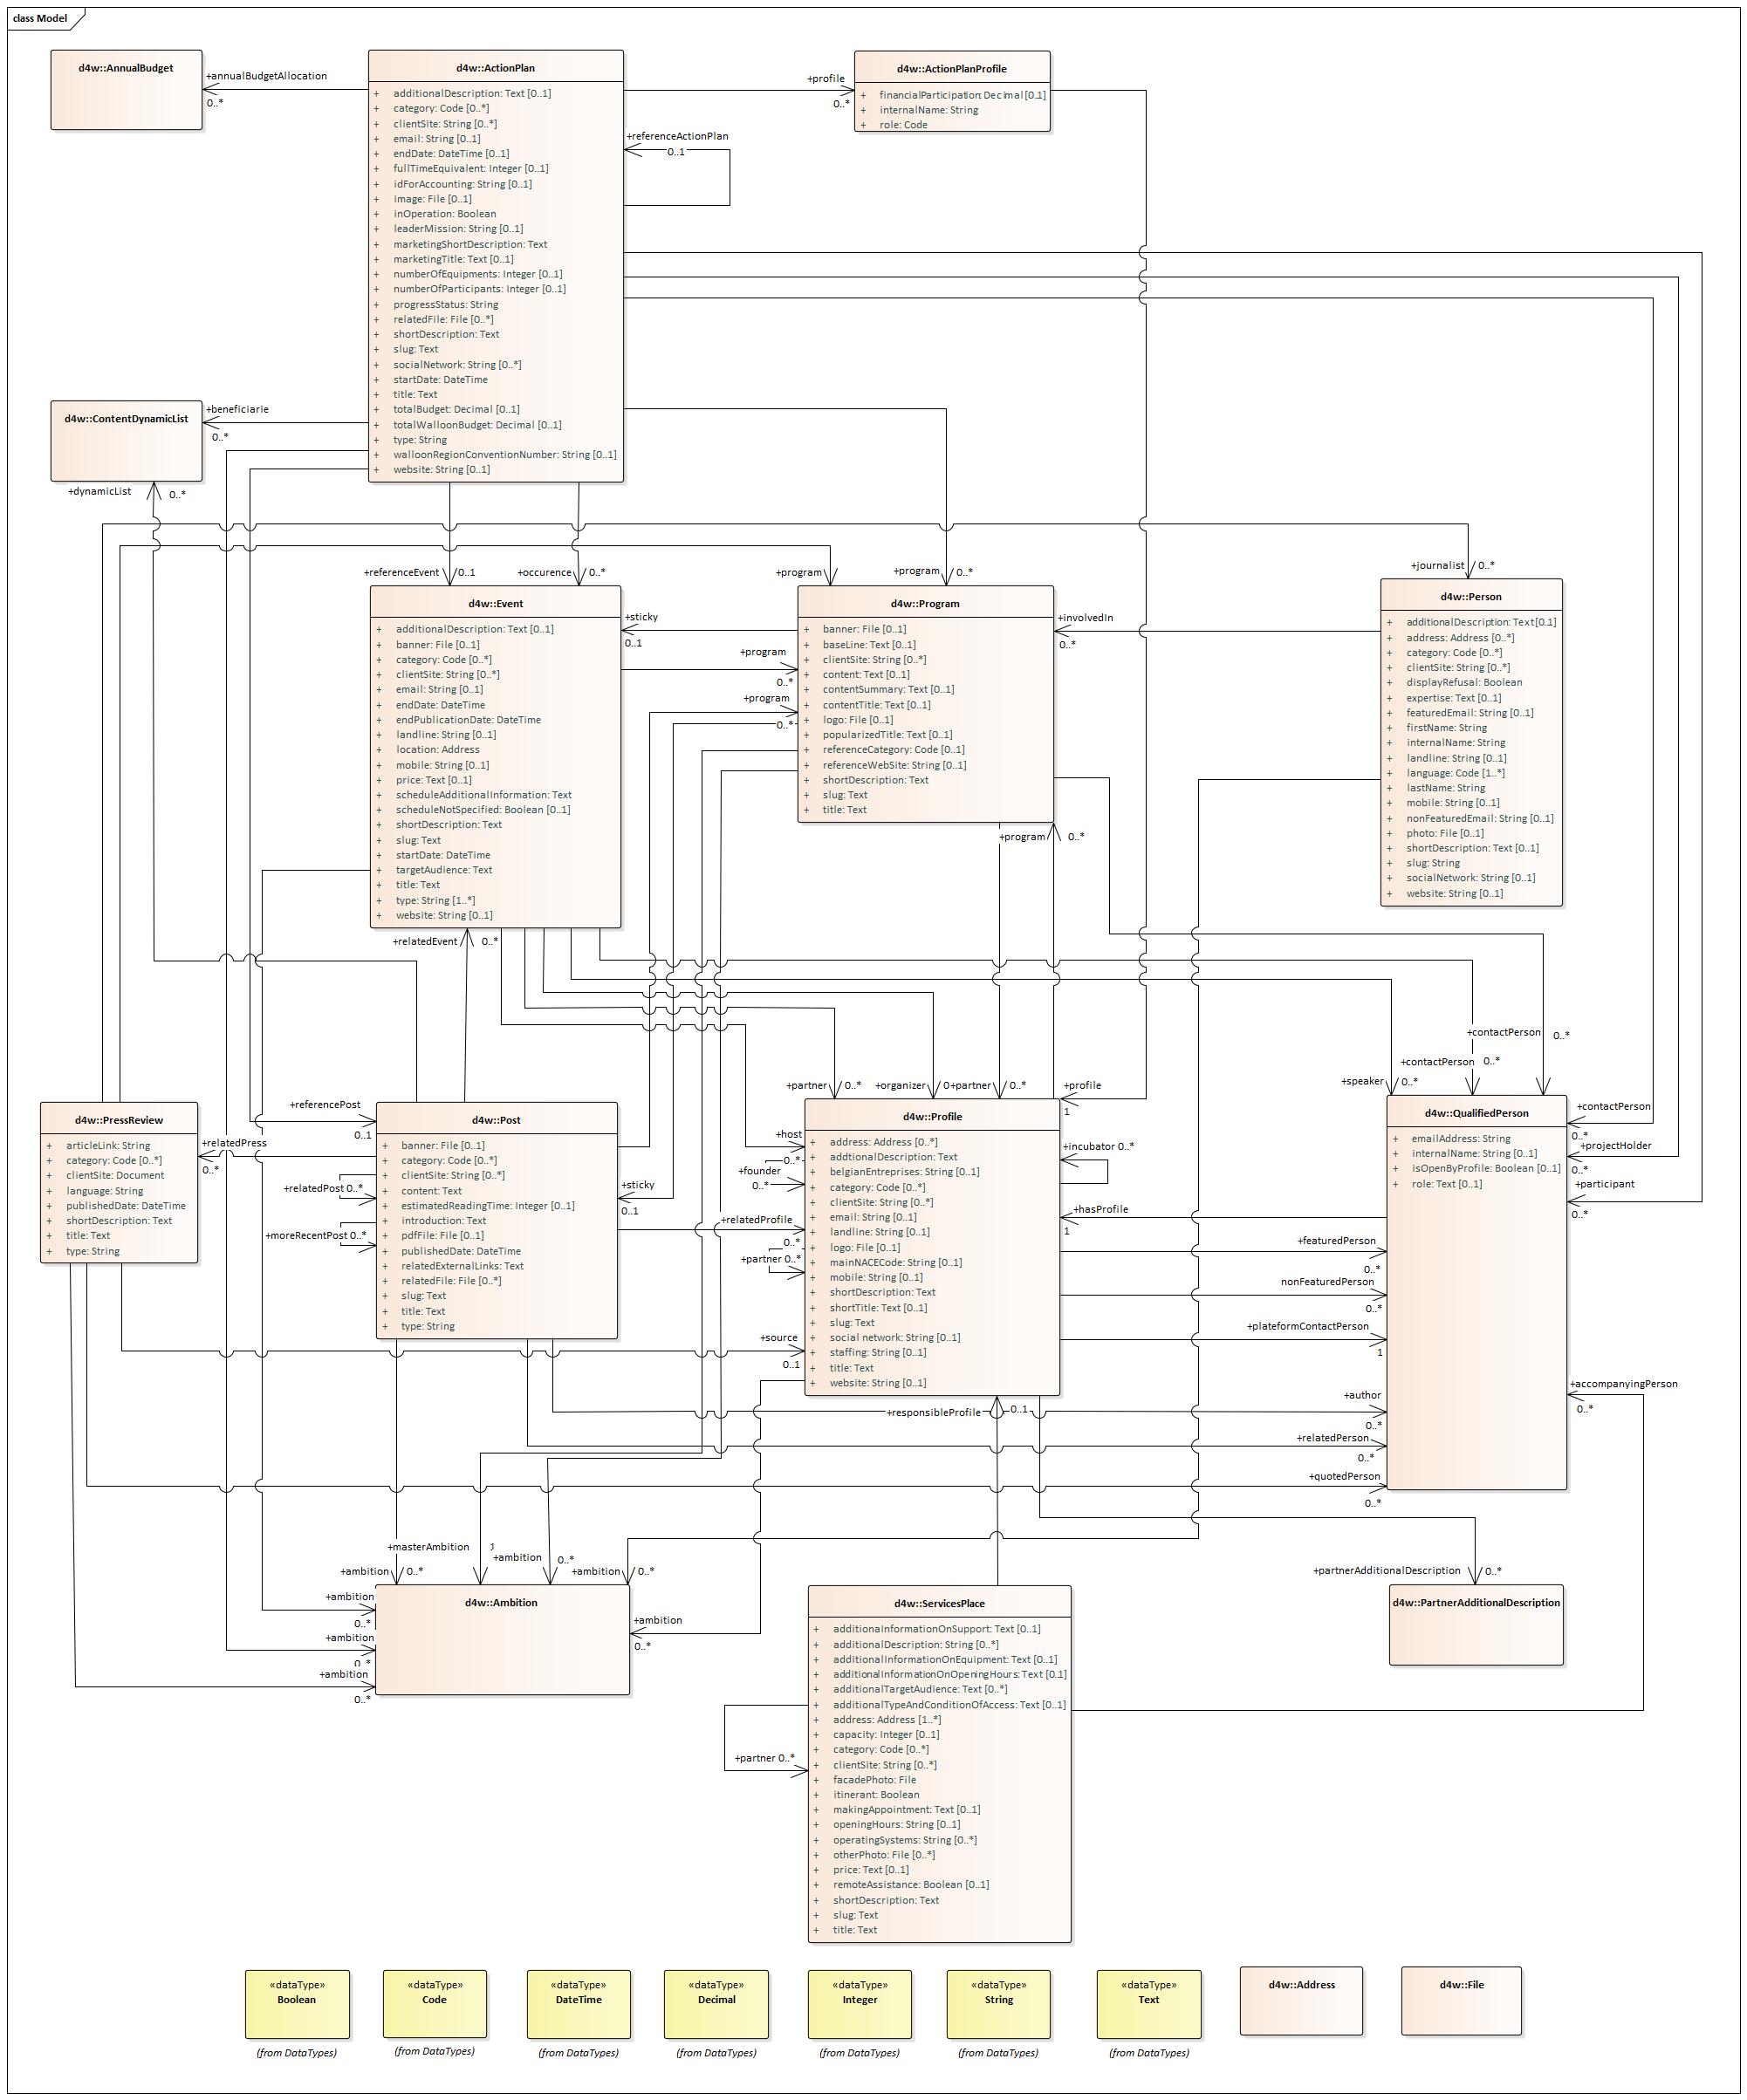 class Model
d4w::AnnualBudget
+annualBudgetAllocation
0..*
d4w::ActionPlan
+ additionalDescription: Text [0..1]
+ category: Code [0..*]
+ clientSite: String [0..*]
+ email: String [0..1]
+ endDate: DateTime [0..1]
+ fullTimeEquivalent: Integer [0..1]
+ idForAccounting: String [0..1]
+ image: File [0..1]
+ inOperation: Boolean
+ leaderMission: String [0..1]
+ marketingShortDescription: Text
+ marketingTitle: Text [0..1]
+ numberOfEquipments: Integer [0..1]
+ numberOfParticipants: Integer [0..1]
+ progressStatus: String
+ relatedFile: File [0..*]
+ shortDescription: Text
+ slug: Text
+ socialNetwork: String [0..*]
+ startDate: DateTime
+ title: Text
+ totalBudget: Decimal [0..1]
+ totalWalloonBudget: Decimal [0..1]
+ type: String
+ walloonRegionConventionNumber: String [0..1]
+ website: String [0..1]
+profile
0..*
d4w::ActionPlanProfile
+ financialParticipation: Decimal [0..1]
+ internalName: String
+ role: Code
+referenceActionPlan
0..1
d4w::ContentDynamicList
+beneficiarie
0..*
+dynamicList
0..*
+referenceEvent
0..1
+occurence
0..*
+program
+program
0..*
+journalist
0..*
d4w::Event
+ additionalDescription: Text [0..1]
+ banner: File [0..1]
+ category: Code [0..*]
+ clientSite: String [0..*]
+ email: String [0..1]
+ endDate: DateTime
+ endPublicationDate: DateTime
+ landline: String [0..1]
+ location: Address
+ mobile: String [0..1]
+ price: Text [0..1]
+ scheduleAdditionalInformation: Text
+ scheduleNotSpecified: Boolean [0..1]
+ shortDescription: Text
+ slug: Text
+ startDate: DateTime
+ targetAudience: Text
+ title: Text
+ type: String [1..*]
+ website: String [0..1]
+sticky
0..1
+program
0..*
+program
0..*
d4w::Program
+ banner: File [0..1]
+ baseLine: Text [0..1]
+ clientSite: String [0..*]
+ content: Text [0..1]
+ contentSummary: Text [0..1]
+ contentTitle: Text [0..1]
+ logo: File [0..1]
+ popularizedTitle: Text [0..1]
+ referenceCategory: Code [0..1]
+ referenceWebSite: String [0..1]
+ shortDescription: Text
+ slug: Text
+ title: Text
+involvedIn
0..*
+program
0..*
d4w::Person
+ additionalDescription: Text [0..1]
+ address: Address [0..*]
+ category: Code [0..*]
+ clientSite: String [0..*]
+ displayRefusal: Boolean
+ expertise: Text [0..1]
+ featuredEmail: String [0..1]
+ firstName: String
+ internalName: String
+ landline: String [0..1]
+ language: Code [1..*]
+ lastName: String
+ mobile: String [0..1]
+ nonFeaturedEmail: String [0..1]
+ photo: File [0..1]
+ shortDescription: Text [0..1]
+ slug: String
+ socialNetwork: String [0..1]
+ website: String [0..1]
+relatedEvent
0..*
+contactPerson
0..*
+contactPerson
0..*
+speaker
0..*
+partner
0..*
+organizer
0
+partner
0..*
+profile
1
d4w::PressReview
+ articleLink: String
+ category: Code [0..*]
+ clientSite: Document
+ language: String
+ publishedDate: DateTime
+ shortDescription: Text
+ title: Text
+ type: String
+referencePost
0..1
+relatedPress
0..*
+relatedPost 0..*
+moreRecentPost 0..*
d4w::Post
+ banner: File [0..1]
+ category: Code [0..*]
+ clientSite: String [0..*]
+ content: Text
+ estimatedReadingTime: Integer [0..1]
+ introduction: Text
+ pdfFile: File [0..1]
+ publishedDate: DateTime
+ relatedExternalLinks: Text
+ relatedFile: File [0..*]
+ slug: Text
+ title: Text
+ type: String
+sticky
0..1
+host
0..*
+founder
0..*
+relatedProfile
0..*
+partner 0..*
+source
0..1
d4w::Profile
+ address: Address [0..*]
+ addtionalDescription: Text
+ belgianEntreprises: String [0..1]
+ category: Code [0..*]
+ clientSite: String [0..*]
+ email: String [0..1]
+ landline: String [0..1]
+ logo: File [0..1]
+ mainNACECode: String [0..1]
+ mobile: String [0..1]
+ shortDescription: Text
+ shortTitle: Text [0..1]
+ slug: Text
+ social network: String [0..1]
+ staffing: String [0..1]
+ title: Text
+ website: String [0..1]
+incubator 0..*
+hasProfile
1
+featuredPerson
0..*
nonFeaturedPerson
0..*
+plateformContactPerson
1
+author
0..*
+relatedPerson
0..*
+quotedPerson
0..*
d4w::QualifiedPerson
+ emailAddress: String
+ internalName: String [0..1]
+ isOpenByProfile: Boolean [0..1]
+ role: Text [0..1]
+contactPerson
0..*
+projectHolder
0..*
+participant
0..*
+accompanyingPerson
0..*
+responsibleProfile
0..1
+masterAmbition
1
+ambition
0..*
+ambition
0..*
+ambition
0..*
+ambition
0..*
+ambition
0..*
+ambition
0..*
+ambition
0..*
d4w::Ambition
+partnerAdditionalDescription
0..*
d4w::PartnerAdditionalDescription
d4w::ServicesPlace
+ additionaInformationOnSupport: Text [0..1]
+ additionalDescription: String [0..*]
+ additionalInformationOnEquipment: Text [0..1]
+ additionalInformationOnOpeningHours: Text [0..1]
+ additionalTargetAudience: Text [0..*]
+ additionalTypeAndConditionOfAccess: Text [0..1]
+ address: Address [1..*]
+ capacity: Integer [0..1]
+ category: Code [0..*]
+ clientSite: String [0..*]
+ facadePhoto: File
+ itinerant: Boolean
+ makingAppointment: Text [0..1]
+ openingHours: String [0..1]
+ operatingSystems: String [0..*]
+ otherPhoto: File [0..*]
+ price: Text [0..1]
+ remoteAssistance: Boolean [0..1]
+ shortDescription: Text
+ slug: Text
+ title: Text
+partner 0..*
«dataType»
Boolean
(from DataTypes)
«dataType»
Code
(from DataTypes)
«dataType»
DateTime
(from DataTypes)
«dataType»
Decimal
(from DataTypes)
«dataType»
Integer
(from DataTypes)
«dataType»
String
(from DataTypes)
«dataType»
Text
(from DataTypes)
d4w::Address
d4w::File